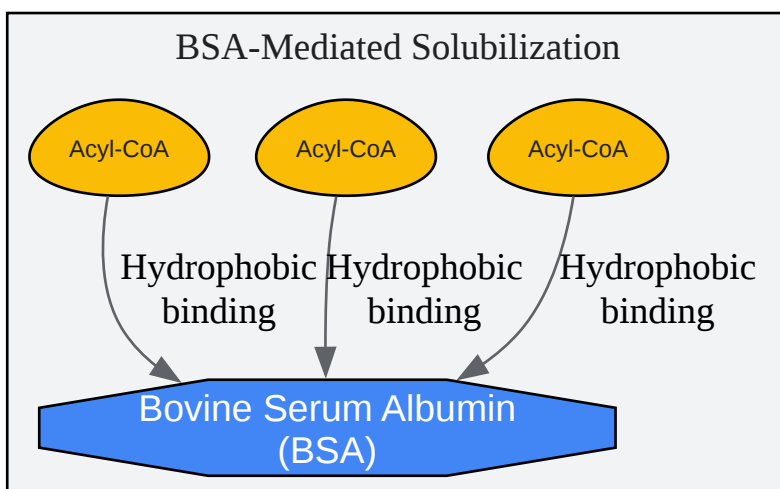 BSA-Mediated Solubilization
Acyl-CoA
Acyl-CoA
Acyl-CoA
Hydrophobic
binding
Hydrophobic
binding
Hydrophobic
binding
Bovine Serum Albumin
(BSA)